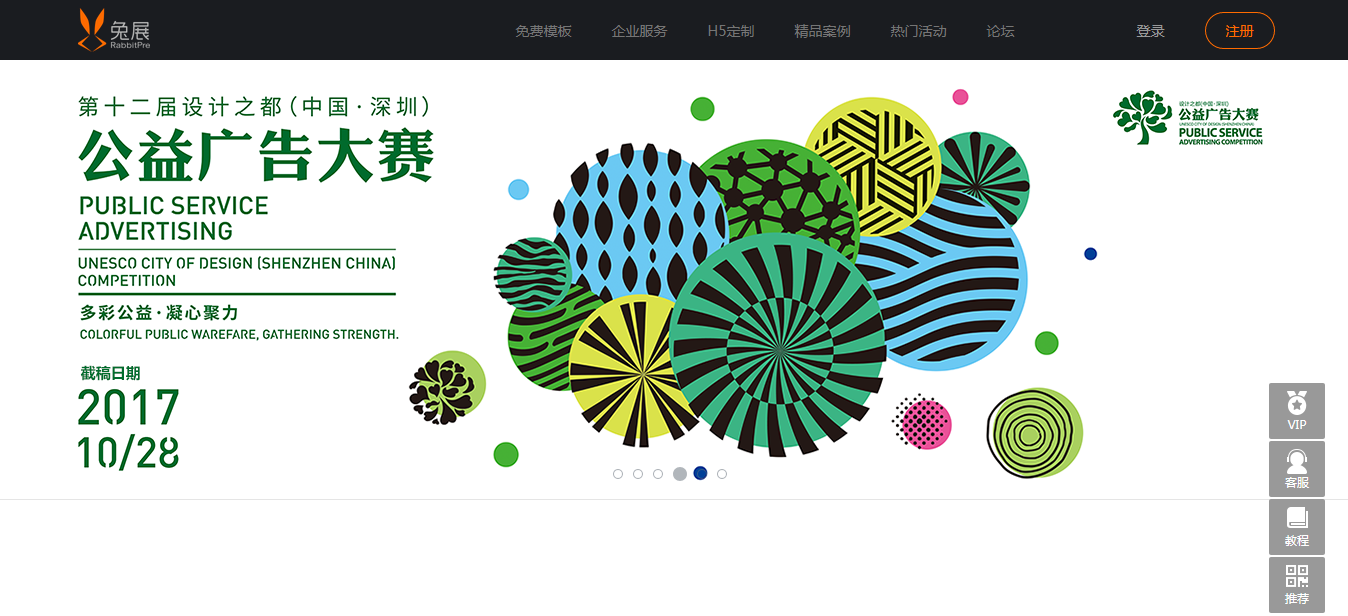 兔展
RabbitPre
免费模板 企业服务 H5定制 精品案例 热门活动 论坛 登录 注册
第十二届设计之都(中国·深圳)
公益广告大赛
PUBLIC SERVICE
ADVERTISING
UNESCO CITY OF DESIGN (SHENZHEN CHINA)
COMPETITION
多彩公益·凝心聚力
COLORFUL PUBLIC WAREFARE, GATHERING STRENGTH.
截稿日期
2017
10/28
设计之都(中国·深圳)
公益广告大赛
UNESCO CITY OF DESIGN (SHENZHEN CHINA)
PUBLIC SERVICE
ADVERTISING COMPETITION
VIP
客服
教程
推荐